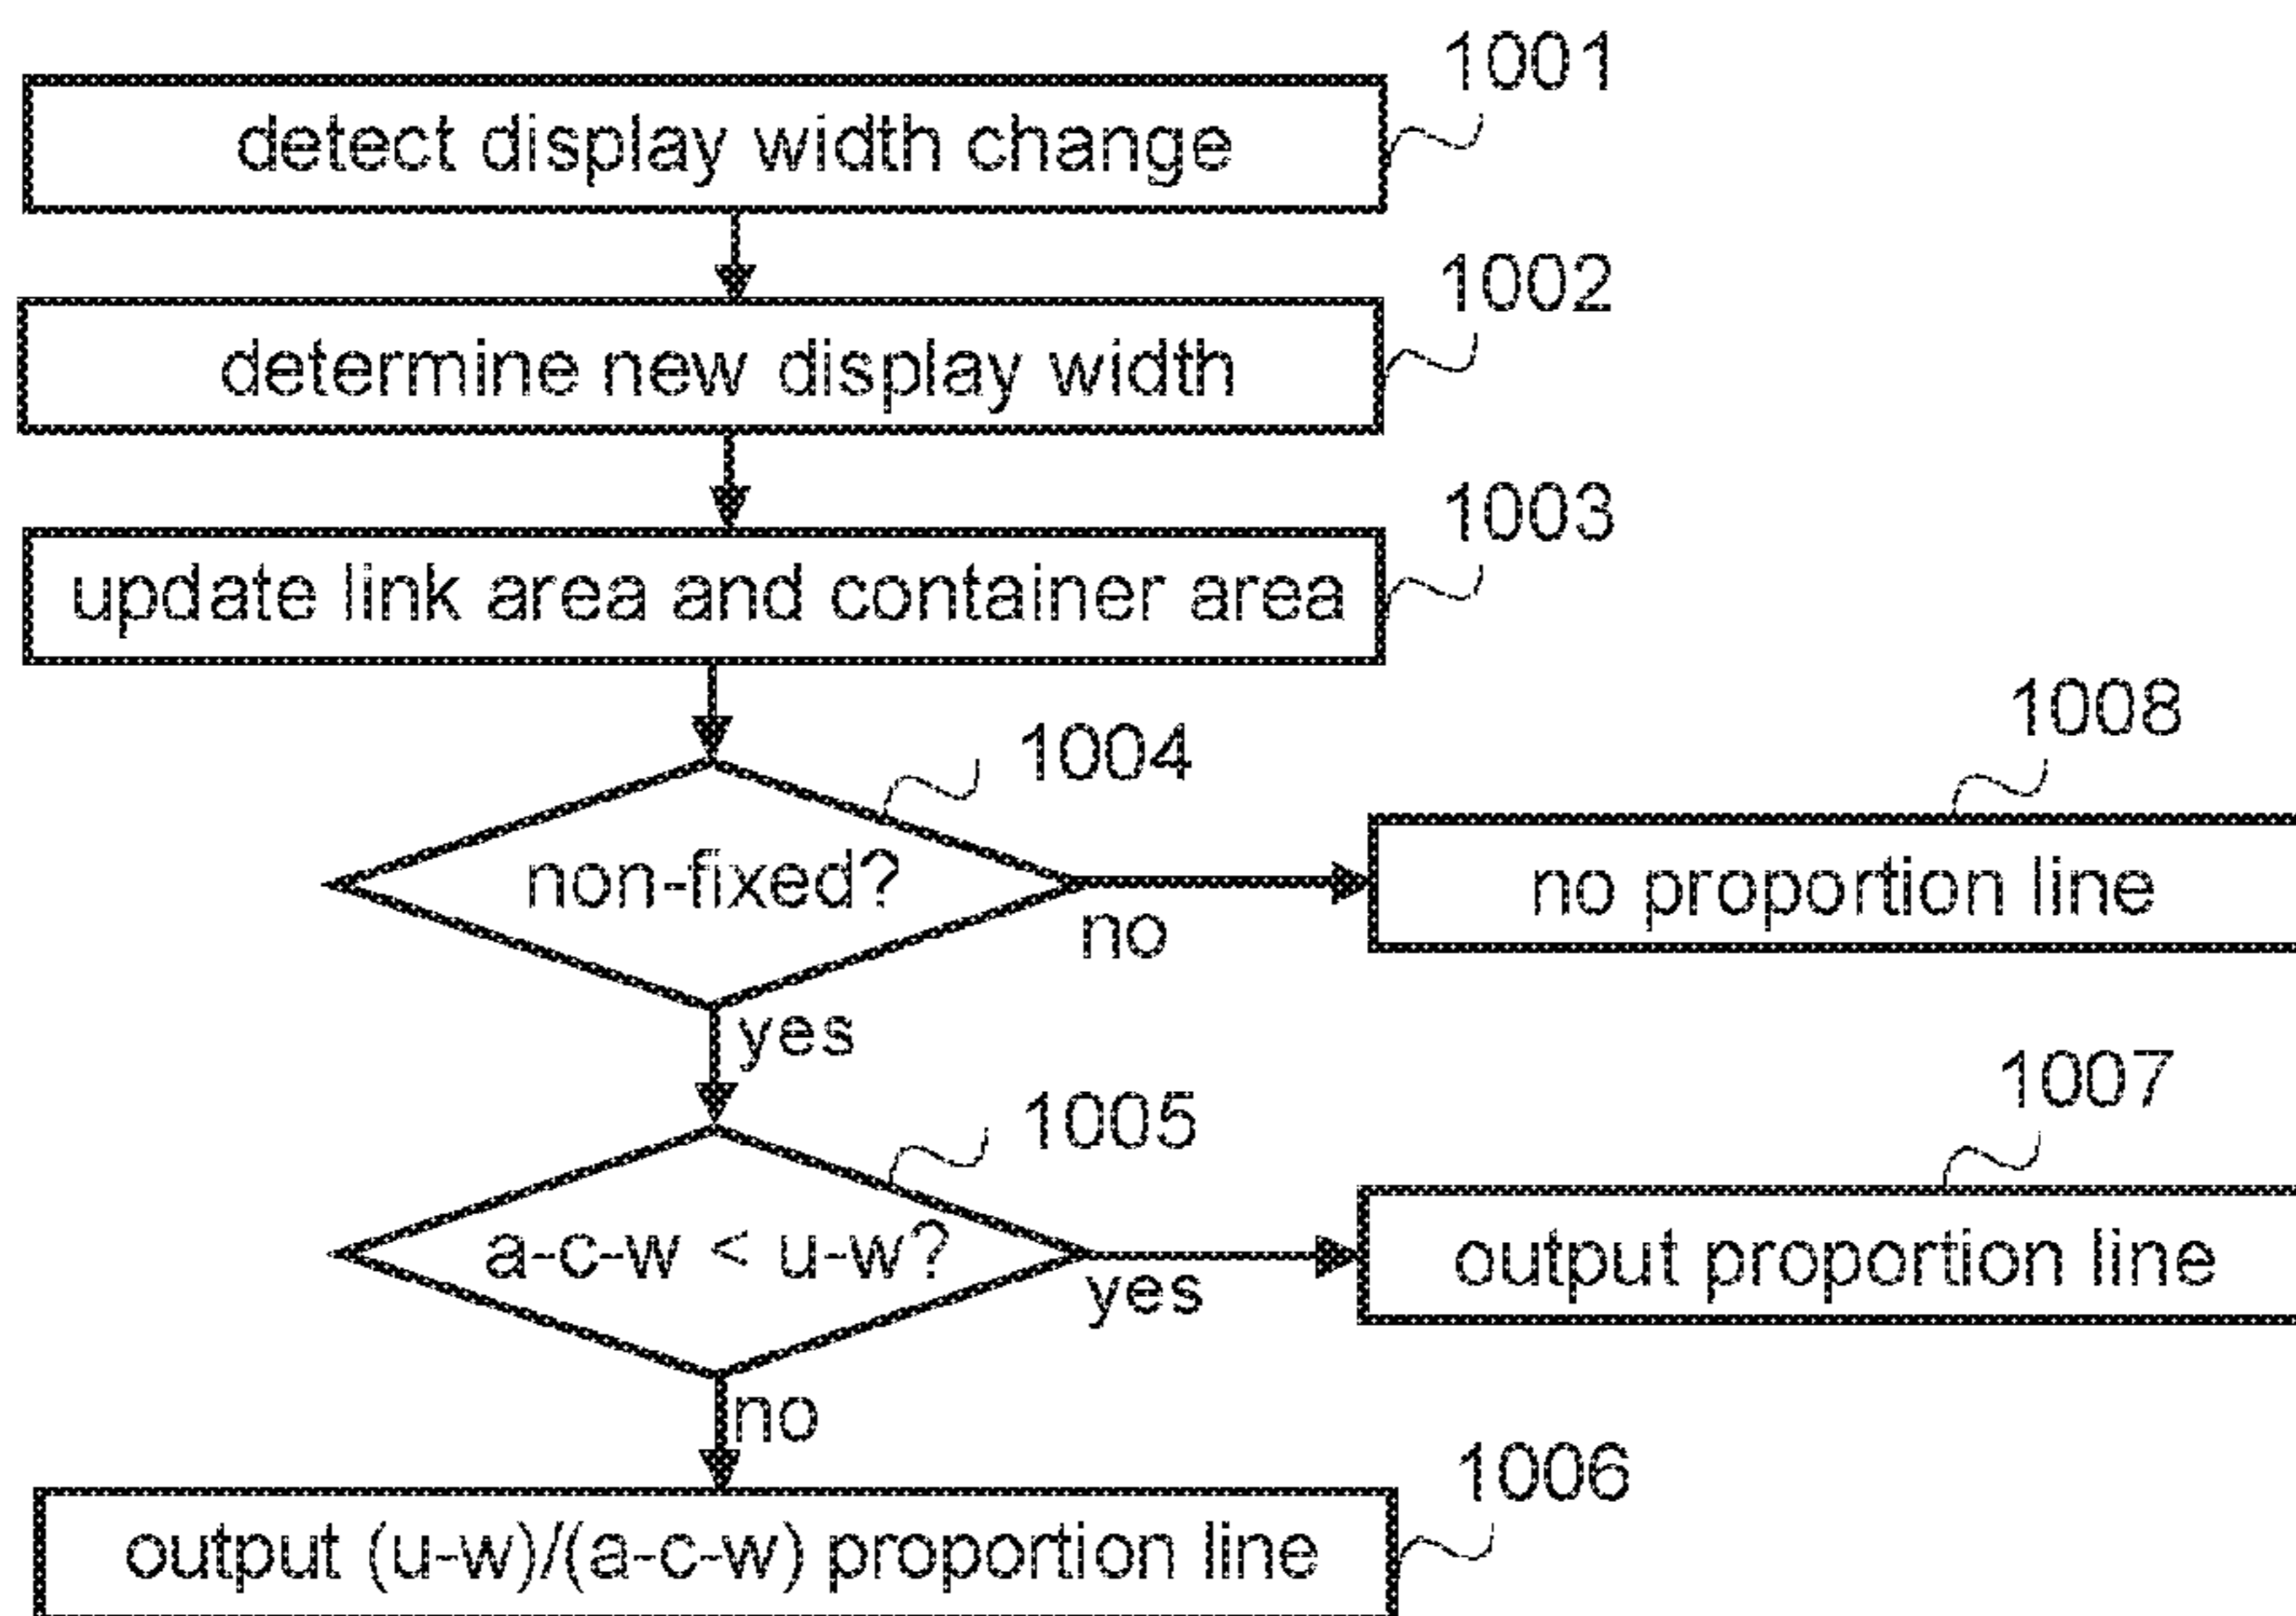 1001
detect display width change
1002
determine new display width
1003
update link area and container area
1004
non-fixed?
no
1008
no proportion line
yes
1005
a-c-w < u-w?
yes
1007
output proportion line
no
1006
output (u-w)/(a-c-w) proportion line